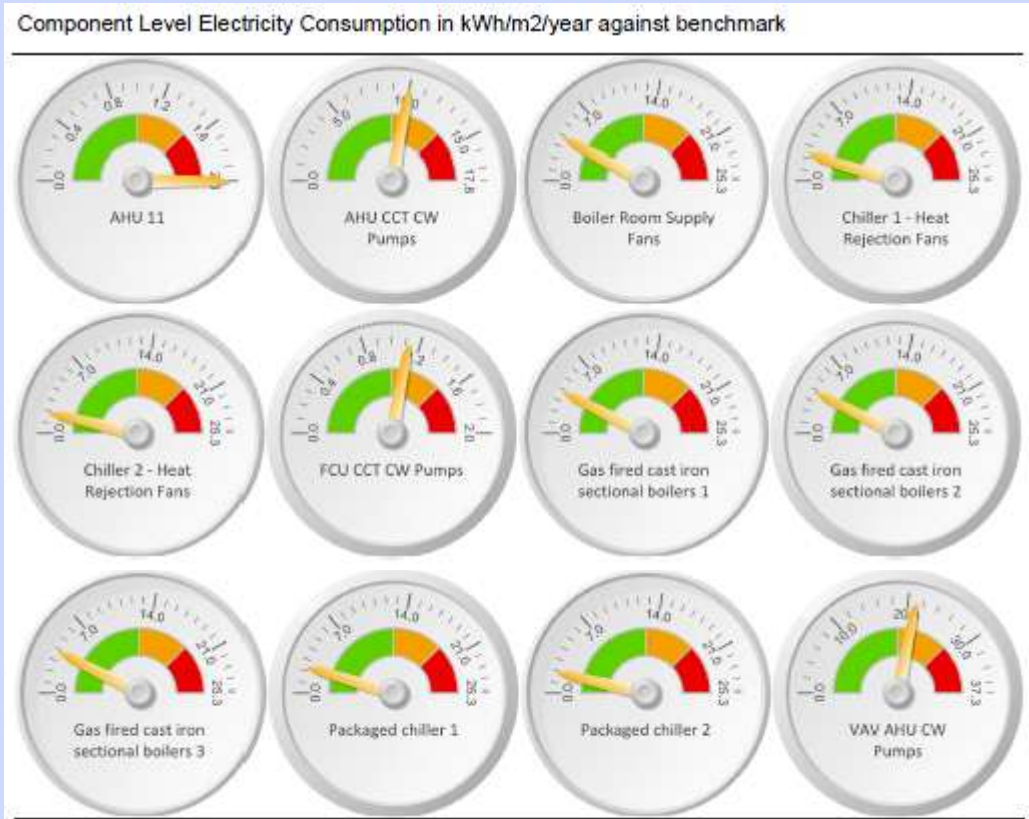 Component Level Electricity Consumption in kWh/m2/year against benchmark
0.0 0.4 0.8 1.2 1.6
AHU 11
0.0 5.0 15.0 17.6
AHU CCT CW
Pumps
0.0 7.0 14.0 21.0 25.3
Boiler Room Supply
Fans
0.0 7.0 14.0 21.0 25.3
Chiller 1 - Heat
Rejection Fans
0.0 7.0 14.0 21.0 25.3
Chiller 2 - Heat
Rejection Fans
0.0 0.8 1.2 1.6 2.0
FCU CCT CW Pumps
0.0 7.0 14.0 21.0 25.3
Gas fired cast iron
sectional boilers 1
0.0 7.0 14.0 21.0 25.3
Gas fired cast iron
sectional boilers 2
0.0 7.0 14.0 21.0 25.3
Gas fired cast iron
sectional boilers 3
0.0 7.0 14.0 21.0 25.3
Packaged chiller 1
0.0 7.0 14.0 21.0 25.3
Packaged chiller 2
0.0 10.0 30.0 37.3
VAV AHU CW
Pumps